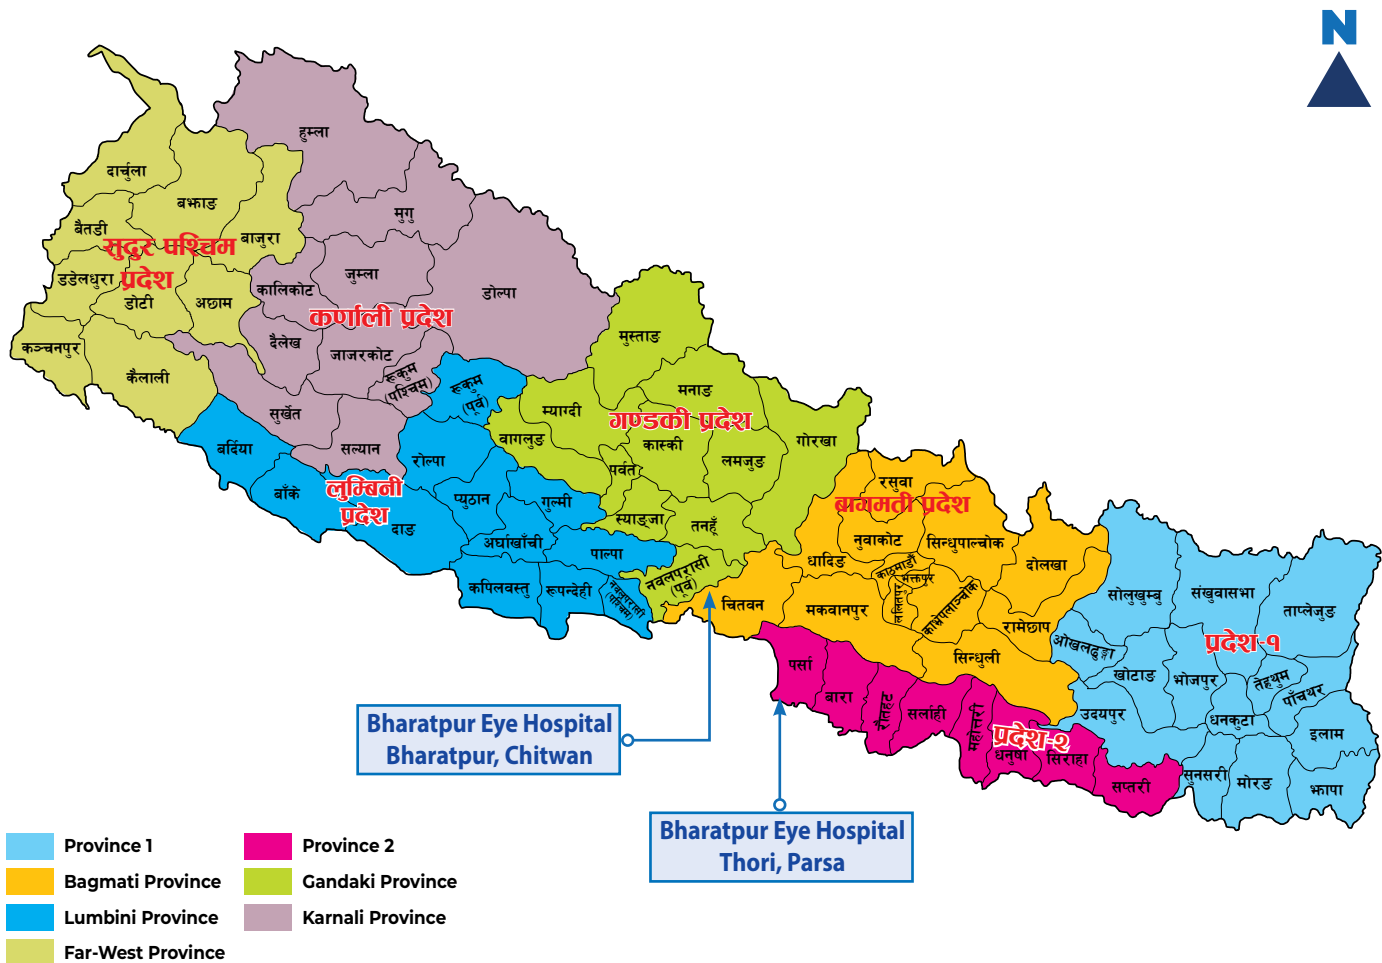 N
हुम्ला
दार्चुला
बझाङ
मुगु
बैतडी
बाजुरा
सुदुर पश्चिम
प्रदेश
जुम्ला
डडेलधुरा
कालिकोट
डोल्पा
डोटी
अछाम
कर्णाली प्रदेश
मुस्ताङ
दैलेख
कञ्चनपुर
जाजरकोट
कैलाली
रूकुम
(पश्चिम)
रूकुम
(पूर्व)
मनाङ
सुर्खेत
म्याग्दी
गण्डकी प्रदेश
वागलुङ
कास्की
गोरखा
बर्दिया
सल्यान
रोल्पा
लमजुङ
पर्वत
रसुवा
बाँके
लुम्बिनी
प्रदेश
प्युठान
गुल्मी
बागमती प्रदेश
दाङ
स्याङ्जा
तनहूँ
अर्घाखाँची
पाल्पा
नुवाकोट
सिन्धुपाल्चोक
धादिङ
काठमाडौँ
दोलखा
भक्तपुर
नवलपरासी
(पूर्व)
कपिलवस्तु
रूपन्देही
नवलपरासी
(पश्चिम)
चितवन
मकवानपुर
ललितपुर
काभ्रेपलाञ्चोक
सोलुखुम्बु
संखुवासभा
ताप्लेजुङ
रामेछाप
ओखलढुङ्गा
प्रदेश-१
सिन्धुली
पर्सा
खोटाङ
भोजपुर
तेह्रथुम
पाँचथर
बारा
रौतहट
सर्लाही
महोत्तरी
उदयपुर
धनकुटा
इलाम
प्रदेश-२
धनुषा
सिराहा
सप्तरी
सुनसरी
मोरङ
झापा
Bharatpur Eye Hospital
Bharatpur, Chitwan
Bharatpur Eye Hospital
Thori, Parsa
Province 1
Province 2
Bagmati Province
Gandaki Province
Lumbini Province
Karnali Province
Far-West Province